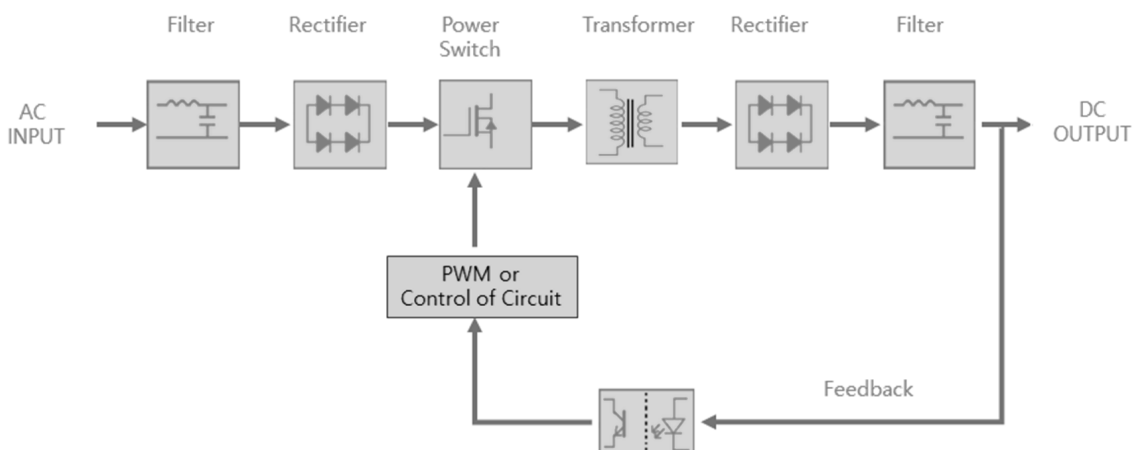 Filter
Rectifier
Power
Switch
Transformer
Rectifier
Filter
AC
INPUT
DC
OUTPUT
PWM or
Control of Circuit
Feedback